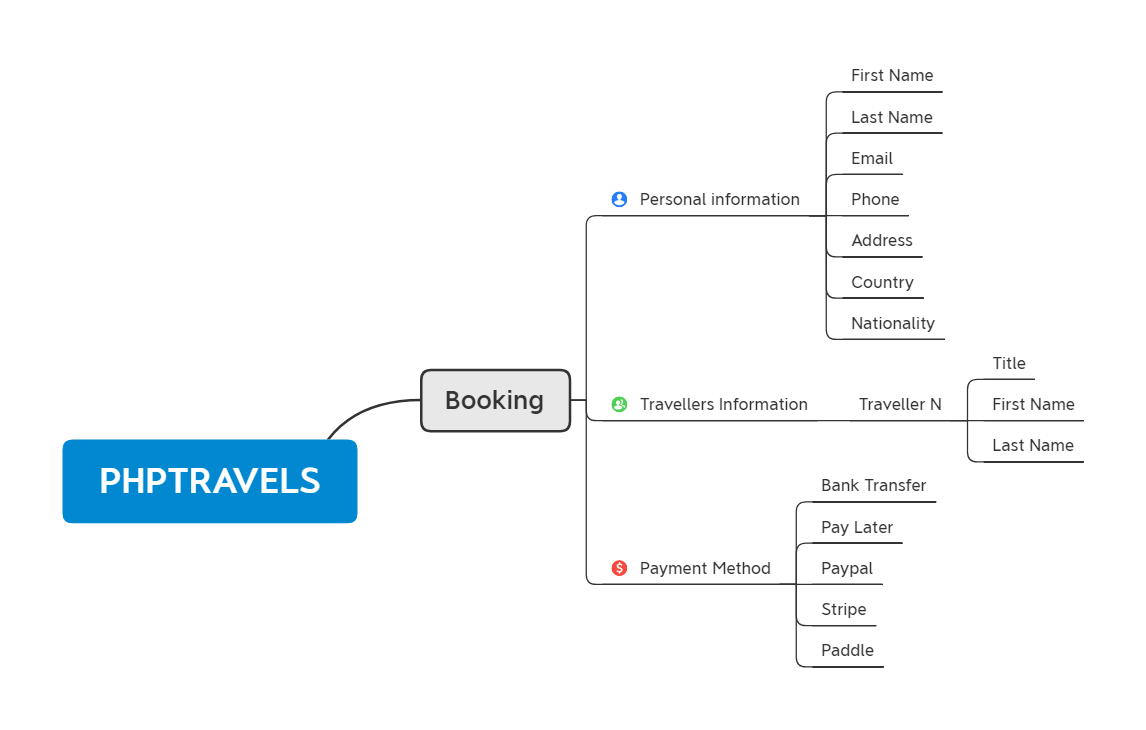 PHPTRAVELS
Booking
Personal information
First Name
Last Name
Email
Phone
Address
Country
Nationality
Travellers Information
Traveller N
Title
First Name
Last Name
Payment Method
Bank Transfer
Pay Later
Paypal
Stripe
Paddle